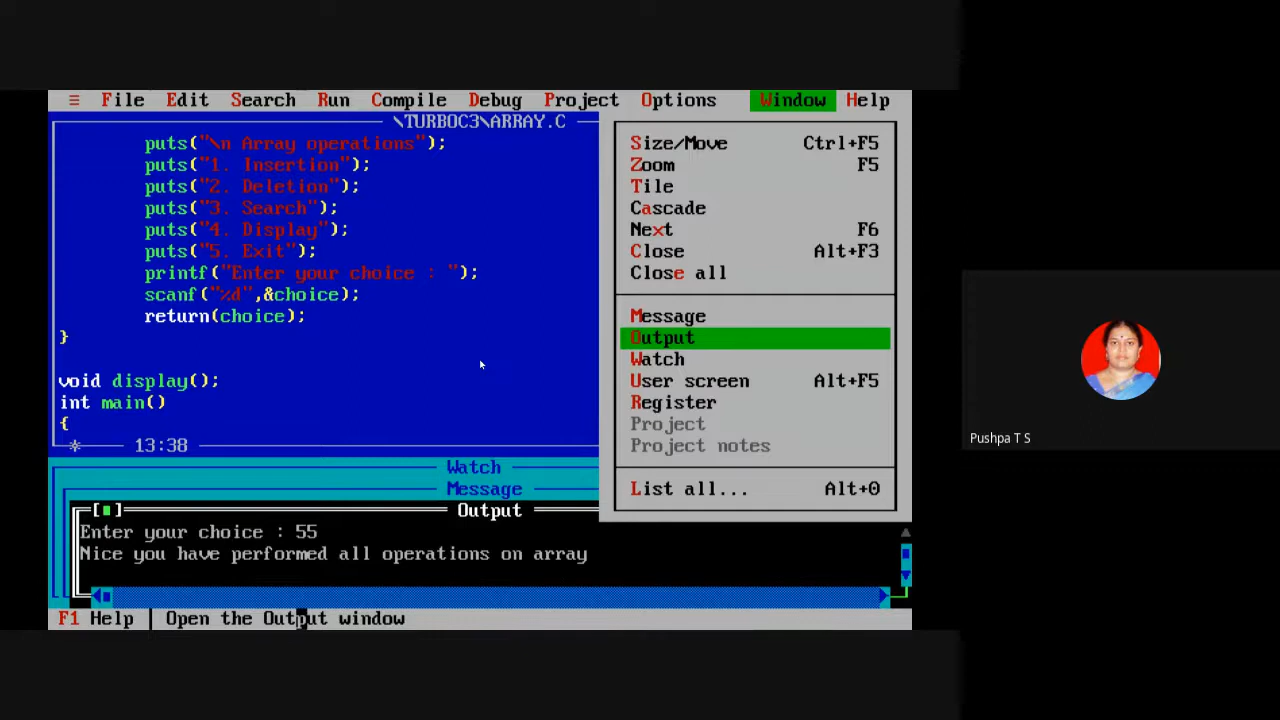 ≡ File Edit Search Run Compile Debug Project Options Window Help
\TURBOC3\ARRAY.C
puts("\n Array operations");
puts("1. Insertion");
puts("2. Deletion");
puts("3. Search");
puts("4. Display");
puts("5. Exit");
printf("Enter your choice : ");
scanf("%d",&choice);
return(choice);
}
void display();
int main()
{
13:38
Size/Move Ctrl+F5
Zoom F5
Tile
Cascade
Next F6
Close Alt+F3
Close all
Message
Output
Watch
User screen Alt+F5
Register
Project
Project notes
List all... Alt+0
Watch
Message
Output
Enter your choice : 55
Nice you have performed all operations on array
F1 Help | Open the Output window
Pushpa T S